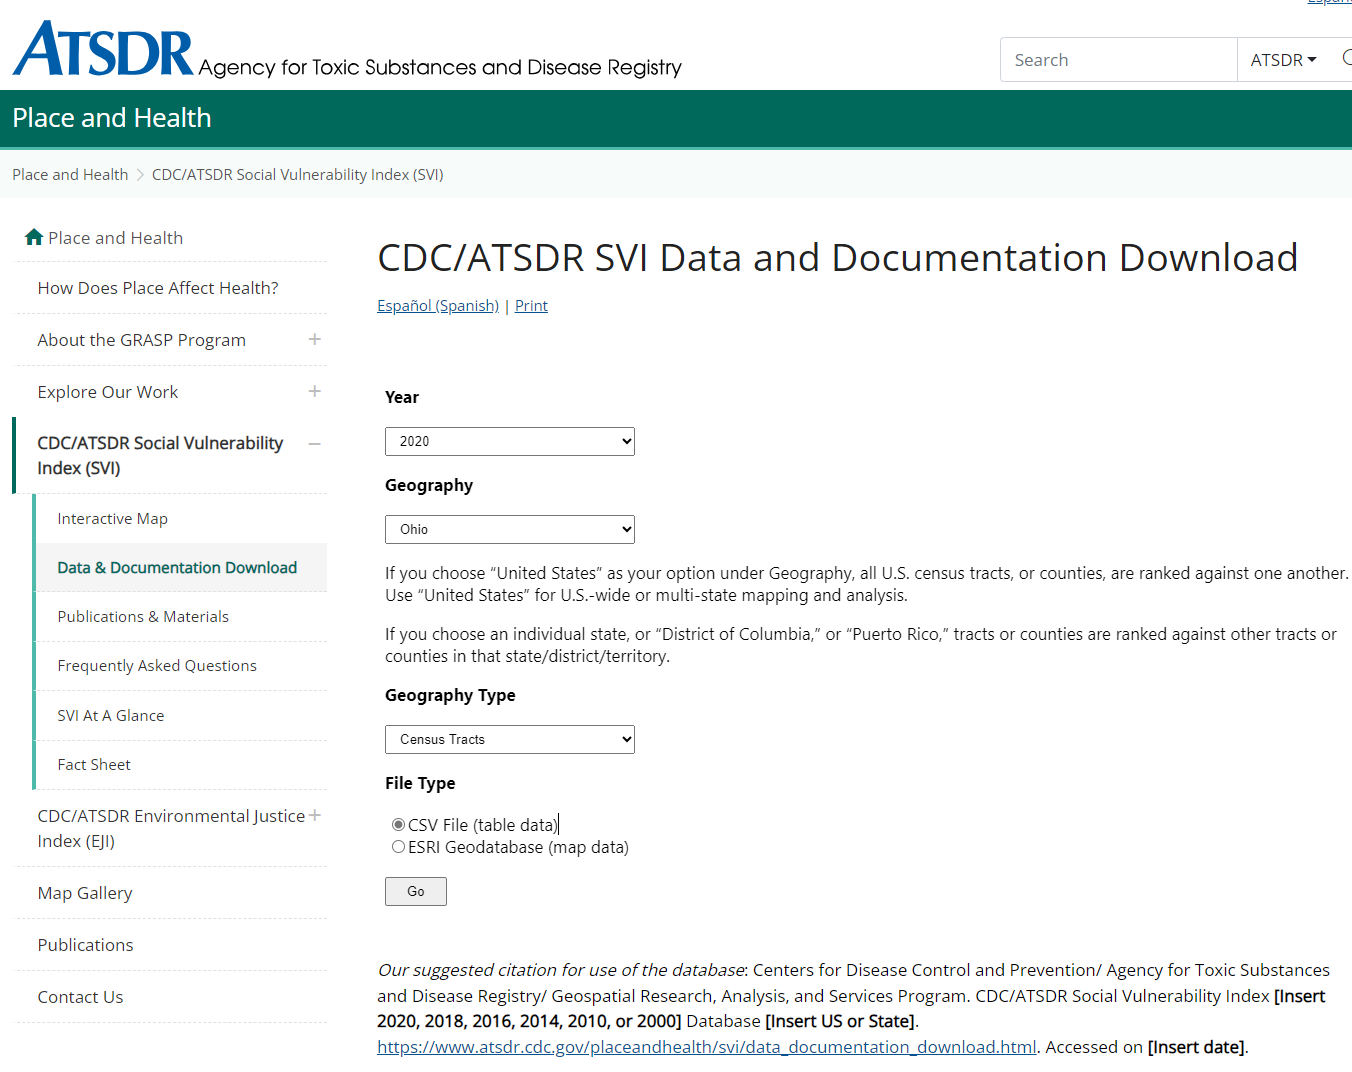 ATSDR Agency for Toxic Substances and Disease Registry
Search
ATSDR
Place and Health
Place and Health
CDC/ATSDR Social Vulnerability Index (SVI)
Place and Health
How Does Place Affect Health?
About the GRASP Program
Explore Our Work
CDC/ATSDR Social Vulnerability
Index (SVI)
Interactive Map
Data & Documentation Download
Publications & Materials
Frequently Asked Questions
SVI At A Glance
Fact Sheet
CDC/ATSDR Environmental Justice
Index (EJI)
Map Gallery
Publications
Contact Us
CDC/ATSDR SVI Data and Documentation Download
Español (Spanish) | Print
Year
2020
Geography
Ohio
If you choose “United States” as your option under Geography, all U.S. census tracts, or counties, are ranked against one another.
Use “United States” for U.S.-wide or multi-state mapping and analysis.
If you choose an individual state, or “District of Columbia,” or “Puerto Rico,” tracts or counties are ranked against other tracts or
counties in that state/district/territory.
Geography Type
Census Tracts
File Type
CSV File (table data)
ESRI Geodatabase (map data)
Go
Our suggested citation for use of the database: Centers for Disease Control and Prevention/ Agency for Toxic Substances
and Disease Registry/ Geospatial Research, Analysis, and Services Program. CDC/ATSDR Social Vulnerability Index [Insert
2020, 2018, 2016, 2014, 2010, or 2000] Database [Insert US or State].
https://www.atsdr.cdc.gov/placeandhealth/svi/data_documentation_download.html. Accessed on [Insert date].